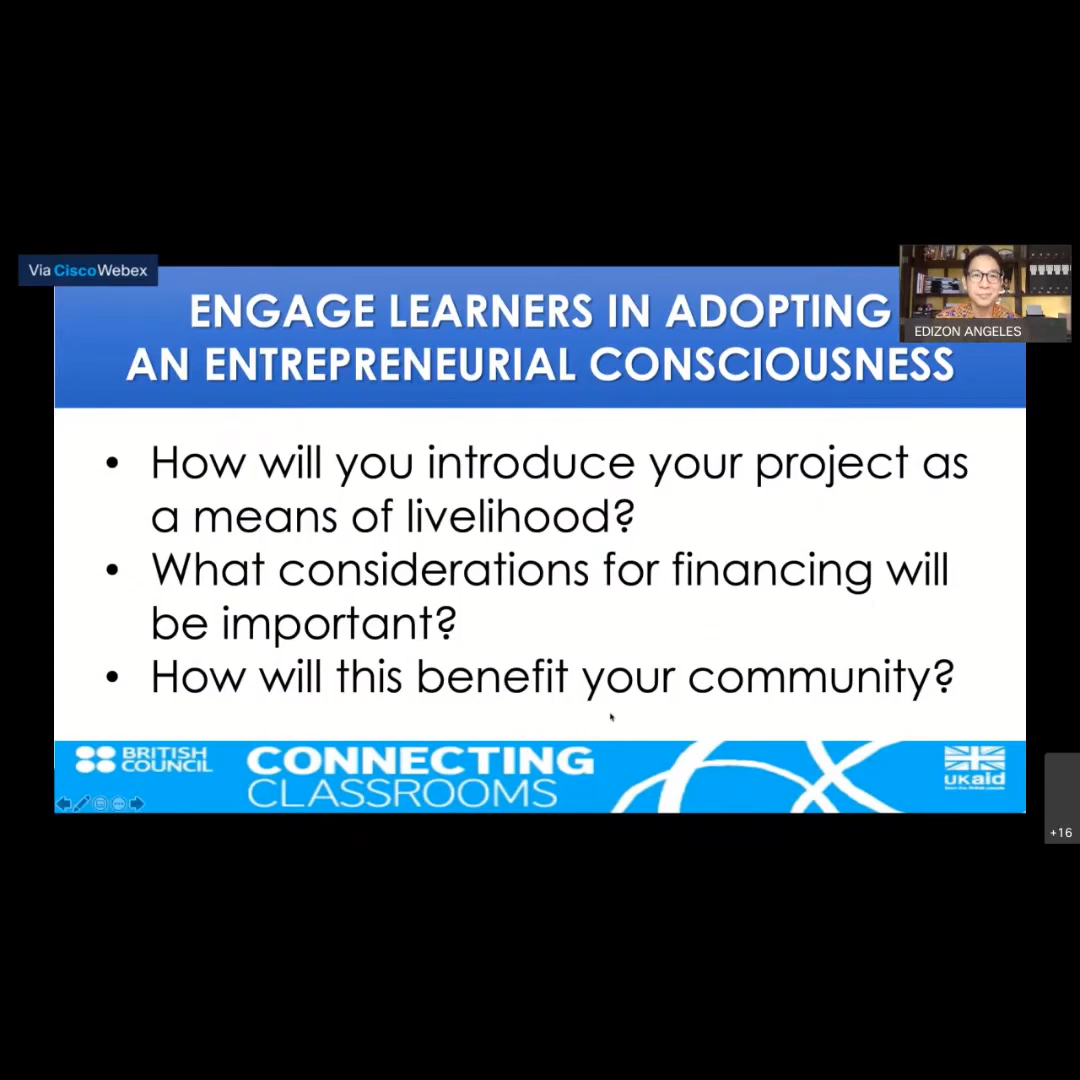 Via Cisco Webex
EDIZON ANGELES
ENGAGE LEARNERS IN ADOPTING
AN ENTREPRENEURIAL CONSCIOUSNESS
• How will you introduce your project as
a means of livelihood?
• What considerations for financing will
be important?
• How will this benefit your community?
BRITISH
COUNCIL
CONNECTING
CLASSROOMS
UKaid
+16